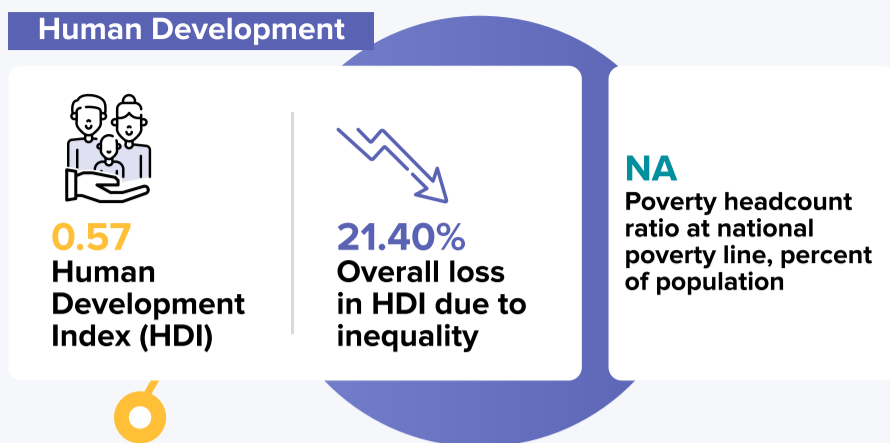 Human Development
0.57
Human
Development
Index (HDI)
21.40%
Overall loss
in HDI due to
inequality
NA
Poverty headcount
ratio at national
poverty line, percent
of population